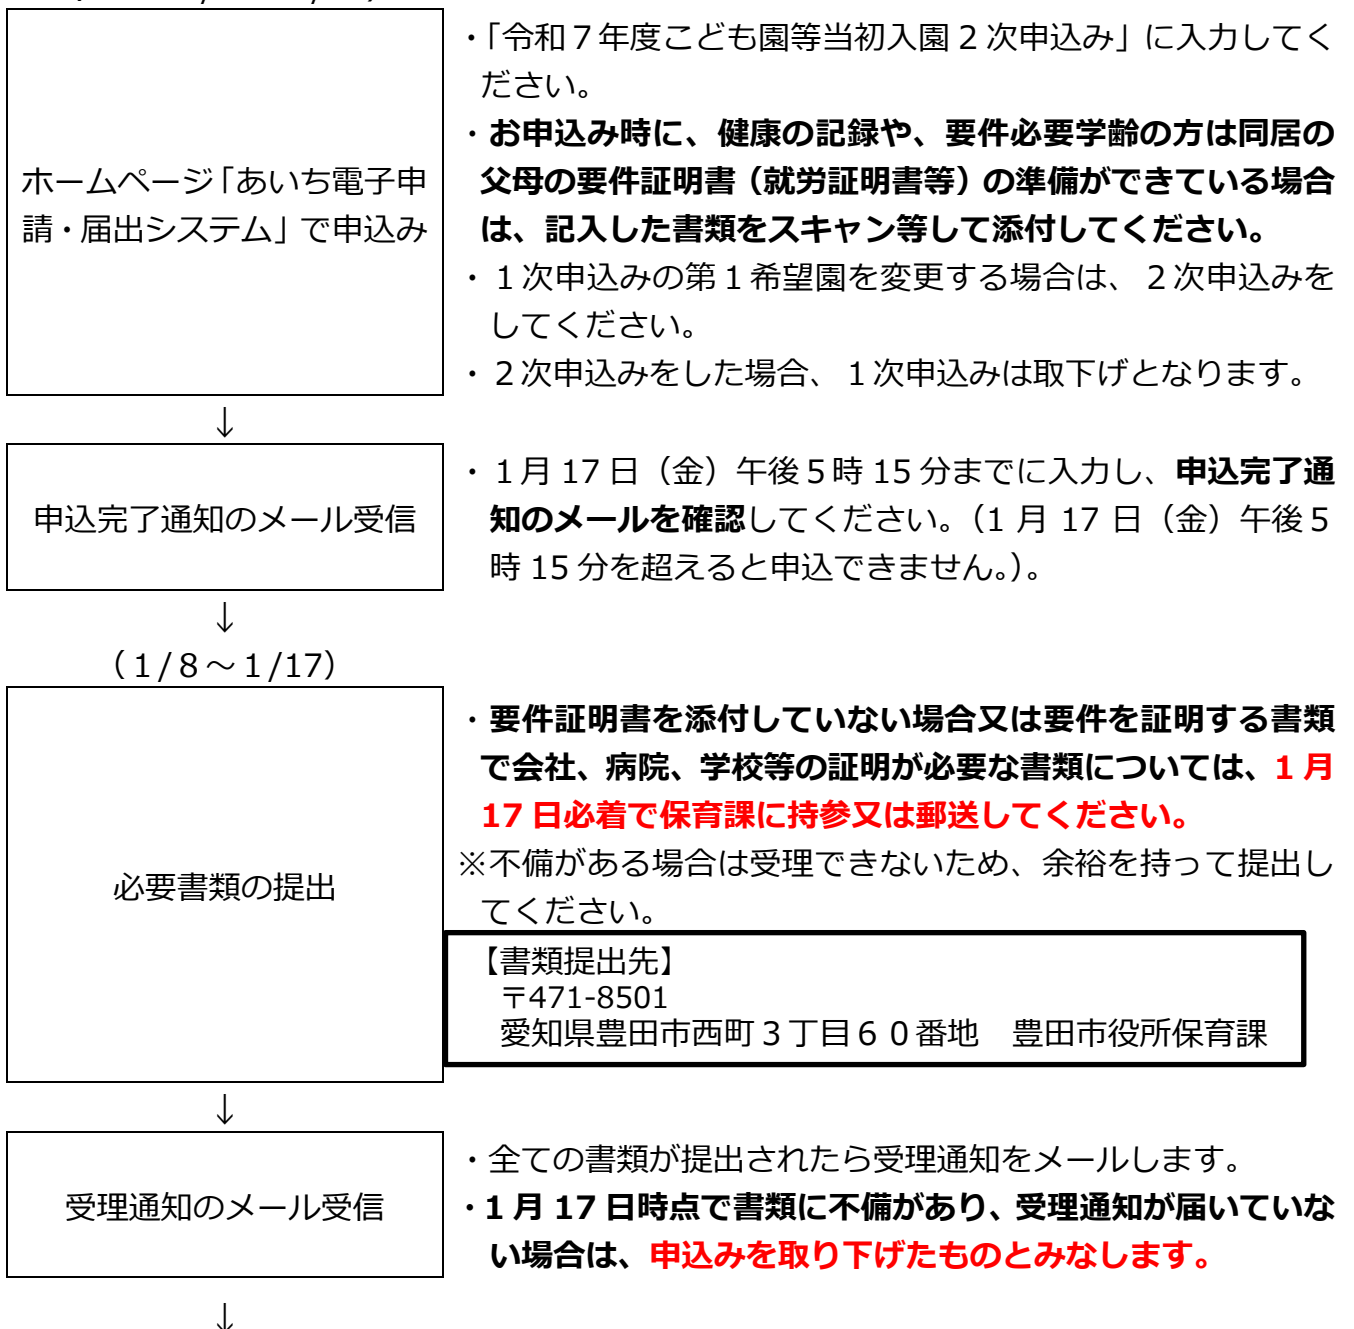 ホームページ「あいち電子申
請・届出システム」で申込み
・「令和７年度こども園等当初入園２次申込み」に入力してく
ださい。
・お申込み時に、健康の記録や、要件必要学齢の方は同居の
父母の要件証明書（就労証明書等）の準備ができている場合
は、記入した書類をスキャン等して添付してください。
・１次申込みの第１希望園を変更する場合は、２次申込みを
してください。
・２次申込みをした場合、１次申込みは取下げとなります。
↓
申込完了通知のメール受信
・１月 17 日（金）午後５時 15 分までに入力し、申込完了通
知のメールを確認してください。（1 月 17 日（金）午後５
時 15 分を超えると申込できません。）。
↓
（１/８～１/17）
必要書類の提出
・要件証明書を添付していない場合又は要件を証明する書類
で会社、病院、学校等の証明が必要な書類については、1 月
17 日必着で保育課に持参又は郵送してください。
※不備がある場合は受理できないため、余裕を持って提出し
てください。
【書類提出先】
〒471-8501
愛知県豊田市西町３丁目６０番地　豊田市役所保育課
↓
受理通知のメール受信
・全ての書類が提出されたら受理通知をメールします。
・1 月 17 日時点で書類に不備があり、受理通知が届いていな
い場合は、申込みを取り下げたものとみなします。
↓